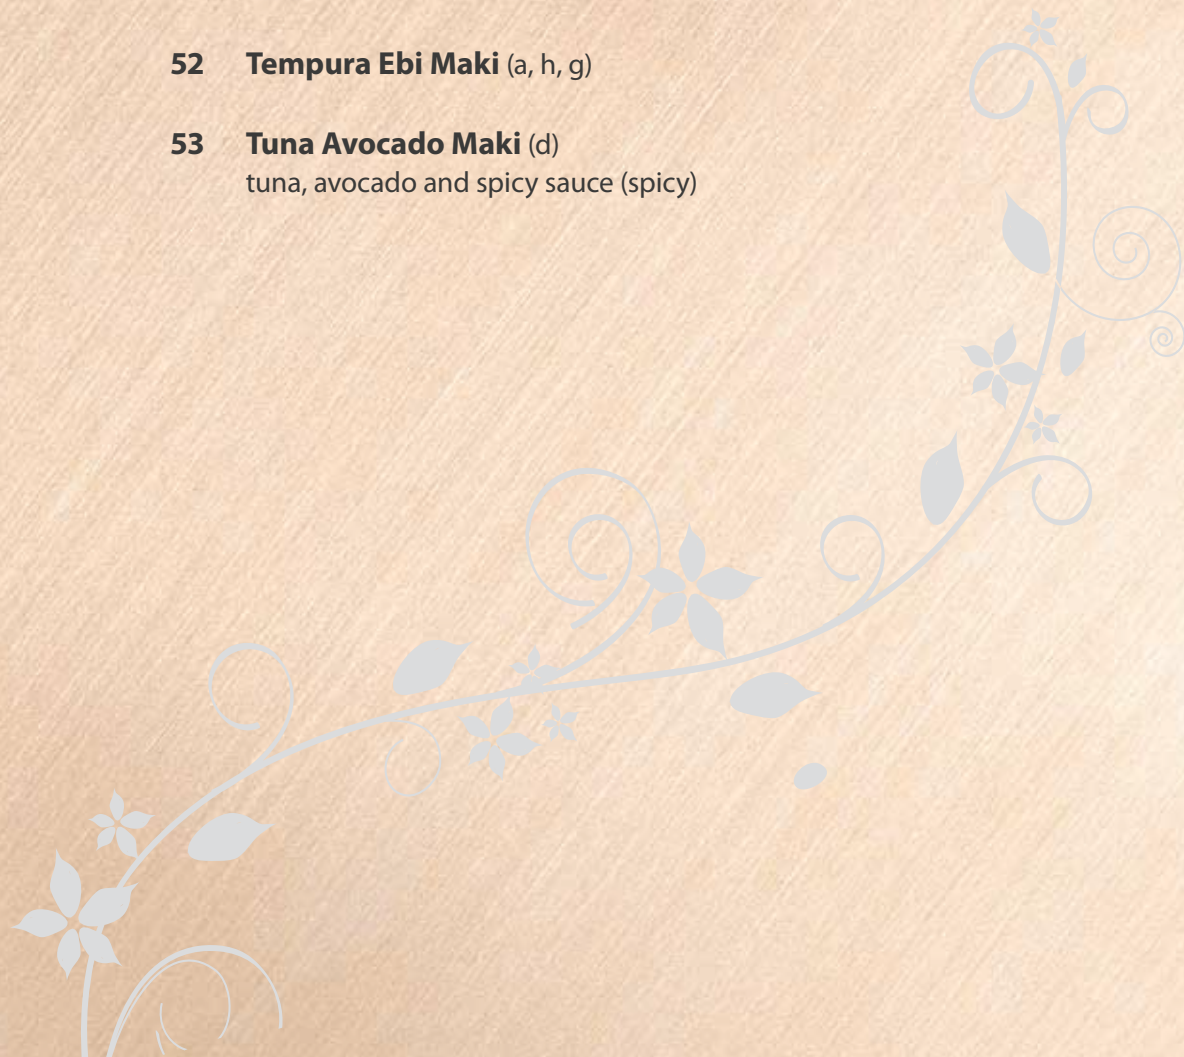 52 Tempura Ebi Maki (a, h, g)
53 Tuna Avocado Maki (d)
tuna, avocado and spicy sauce (spicy)